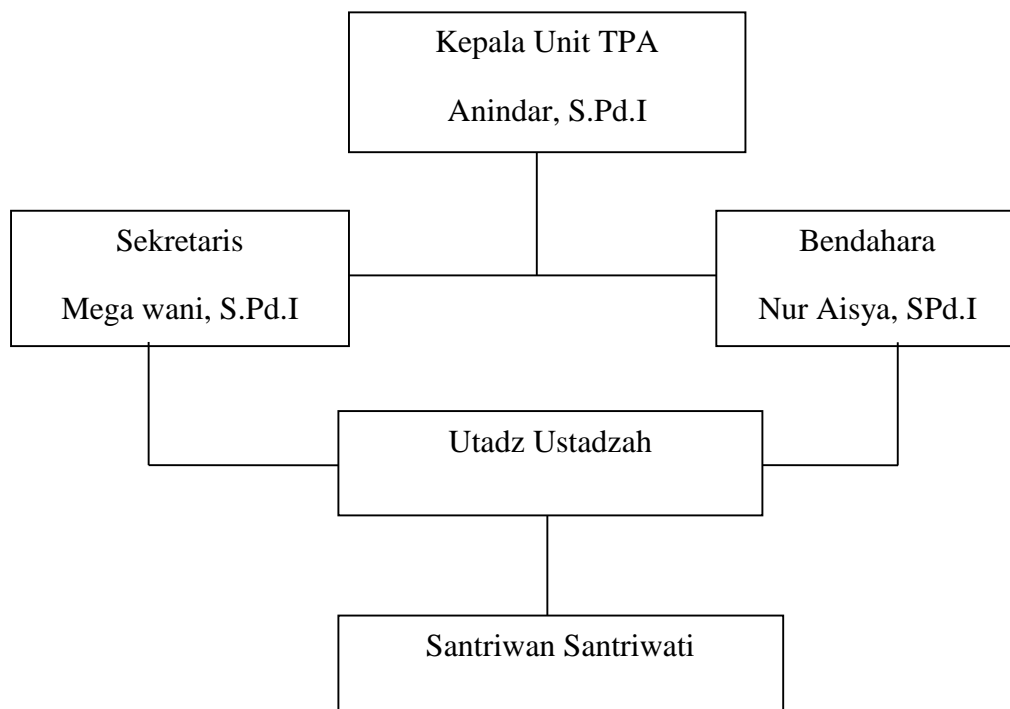 Kepala Unit TPA
Anindar, S.Pd.I
Sekretaris
Mega wani, S.Pd.I
Bendahara
Nur Aisya, SPd.I
Utadz Ustadzah
Santriwan Santriwati